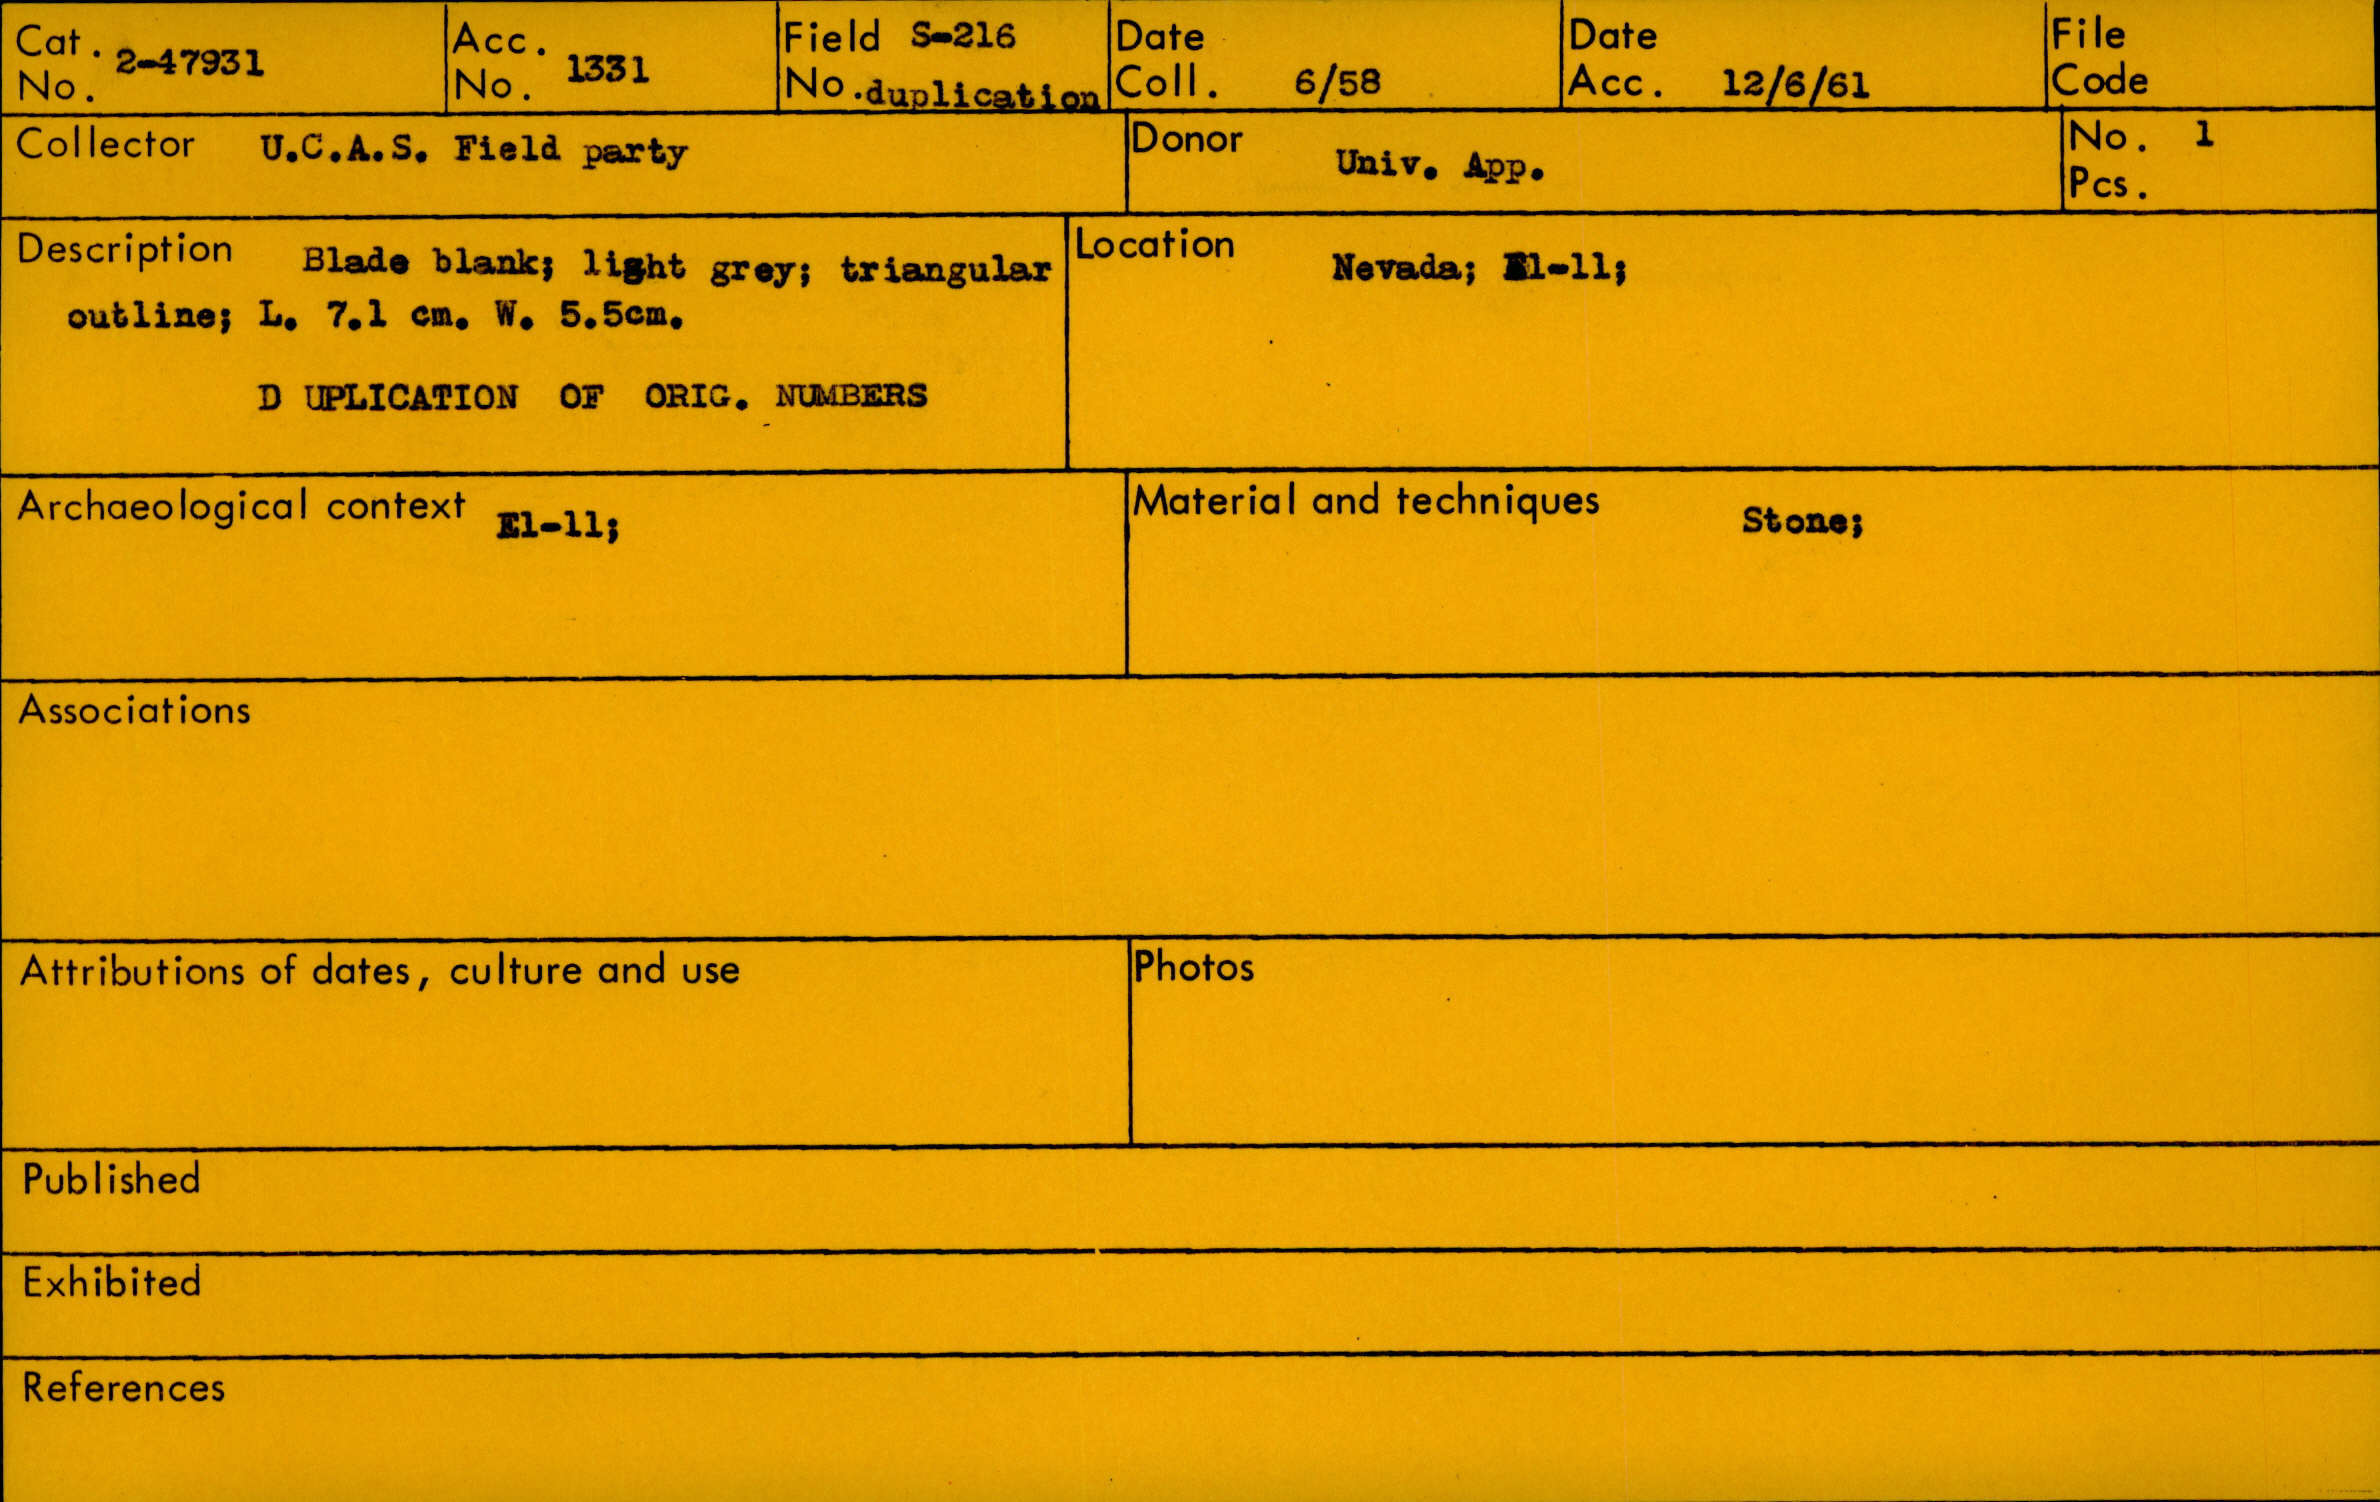 Cat. No. 2-47931
Acc. No. 1331
Field No. S-216 duplication
Date Coll. 6/58
Date Acc. 12/6/61
File Code
Collector U.C.A.S. Field party
Donor Univ. App.
No. Pcs. 1
Description Blade blank; light grey; triangular
outline; L. 7.1 cm. W. 5.5cm.
D UPLICATION OF ORIG. NUMBERS
Location Nevada; El-11;
Archaeological context El-11;
Material and techniques Stone;
Associations
Attributions of dates, culture and use
Photos
Published
Exhibited
References